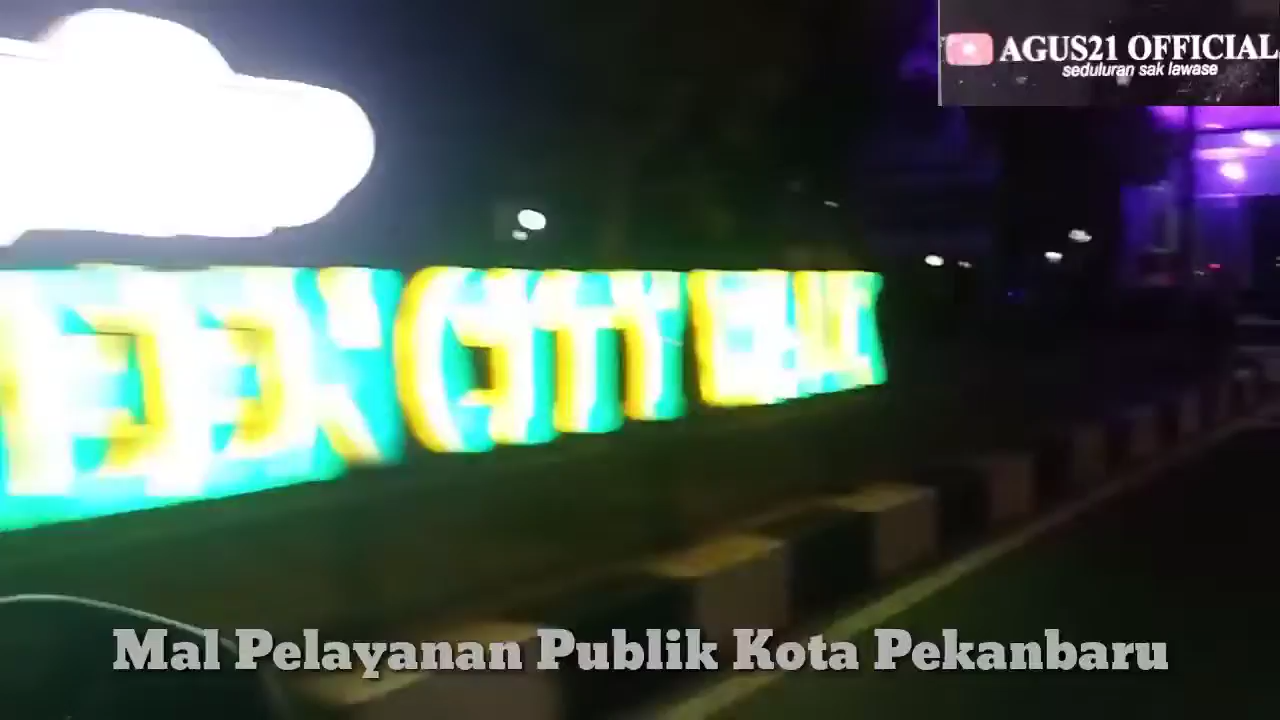 AGUS21 OFFICIAL
seduluran sak lawase
CITY
Mal Pelayanan Publik Kota Pekanbaru